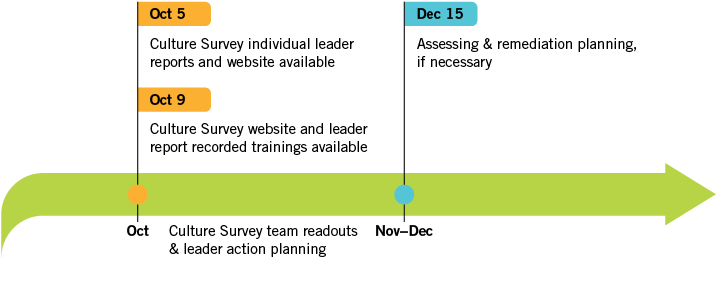 Oct 5
Culture Survey individual leader
reports and website available
Oct 9
Culture Survey website and leader
report recorded trainings available
Dec 15
Assessing & remediation planning,
if necessary
Oct
Culture Survey team readouts
& leader action planning
Nov–Dec